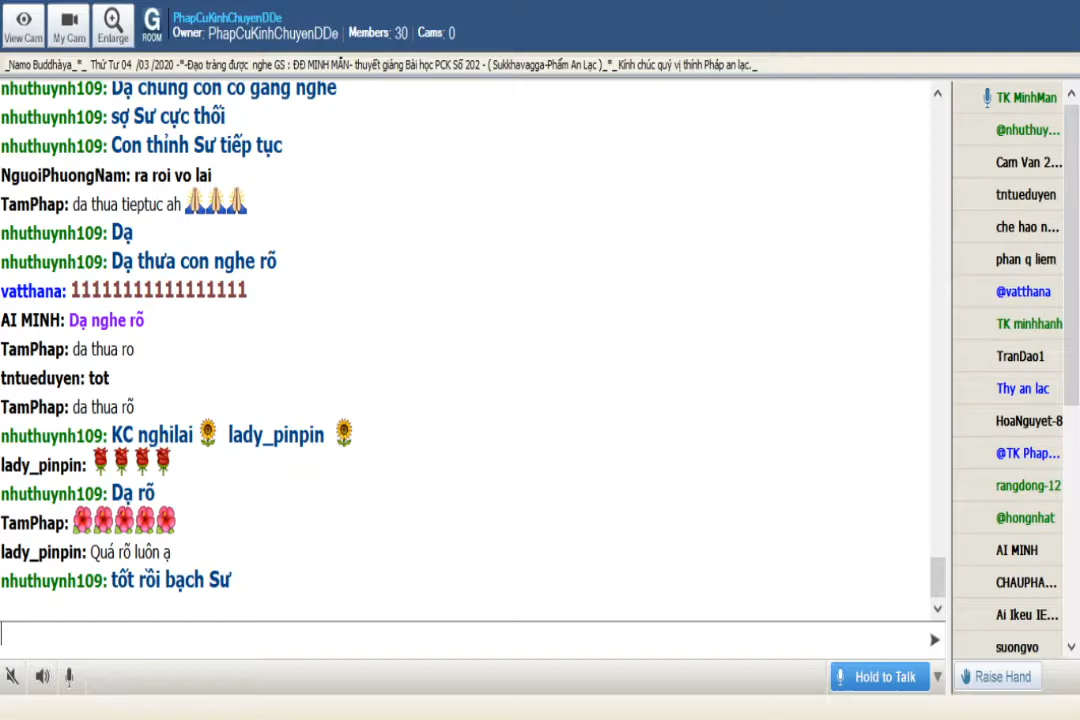 View Cam
My Cam
Enlarge
G
ROOM
PhapCuKinhChuyenDDe
Owner: PhapCuKinhChuyenDDe | Members: 30 | Cams: 0
_Namo Buddhàya_*_ Thứ Tư 04 /03 /2020 -*-Đạo tràng được nghe GS : ĐĐ MINH MẪN- thuyết giảng Bài học PCK Số 202 - ( Sukkhavagga-Phẩm An Lạc )_*_Kính chúc quý vị thính Pháp an lạc._
nhuthuynh109: Dạ chúng con cố gắng nghe
nhuthuynh109: sợ Sư cực thôi
nhuthuynh109: Con thỉnh Sư tiếp tục
NguoiPhuongNam: ra roi vo lai
TamPhap: da thua tieptuc ah
nhuthuynh109: Dạ
nhuthuynh109: Dạ thưa con nghe rõ
vatthana: 11111111111111111
AI MINH: Dạ nghe rõ
TamPhap: da thua ro
tntueduyen: tot
TamPhap: da thua rõ
nhuthuynh109: KC nghilai lady_pinpin
lady_pinpin:
nhuthuynh109: Dạ rõ
TamPhap:
lady_pinpin: Quá rõ luôn ạ
nhuthuynh109: tốt rồi bạch Sư
TK MinhMan
@nhuthuy...
Cam Van 2...
tntueduyen
che hao n...
phan q liem
@vatthana
TK minhhanh
TranDao1
Thy an lac
HoaNguyet-8
@TK Phap...
rangdong-12
@hongnhat
AI MINH
CHAUPHA...
Ai Ikeu IE...
suongvo
Hold to Talk
Raise Hand